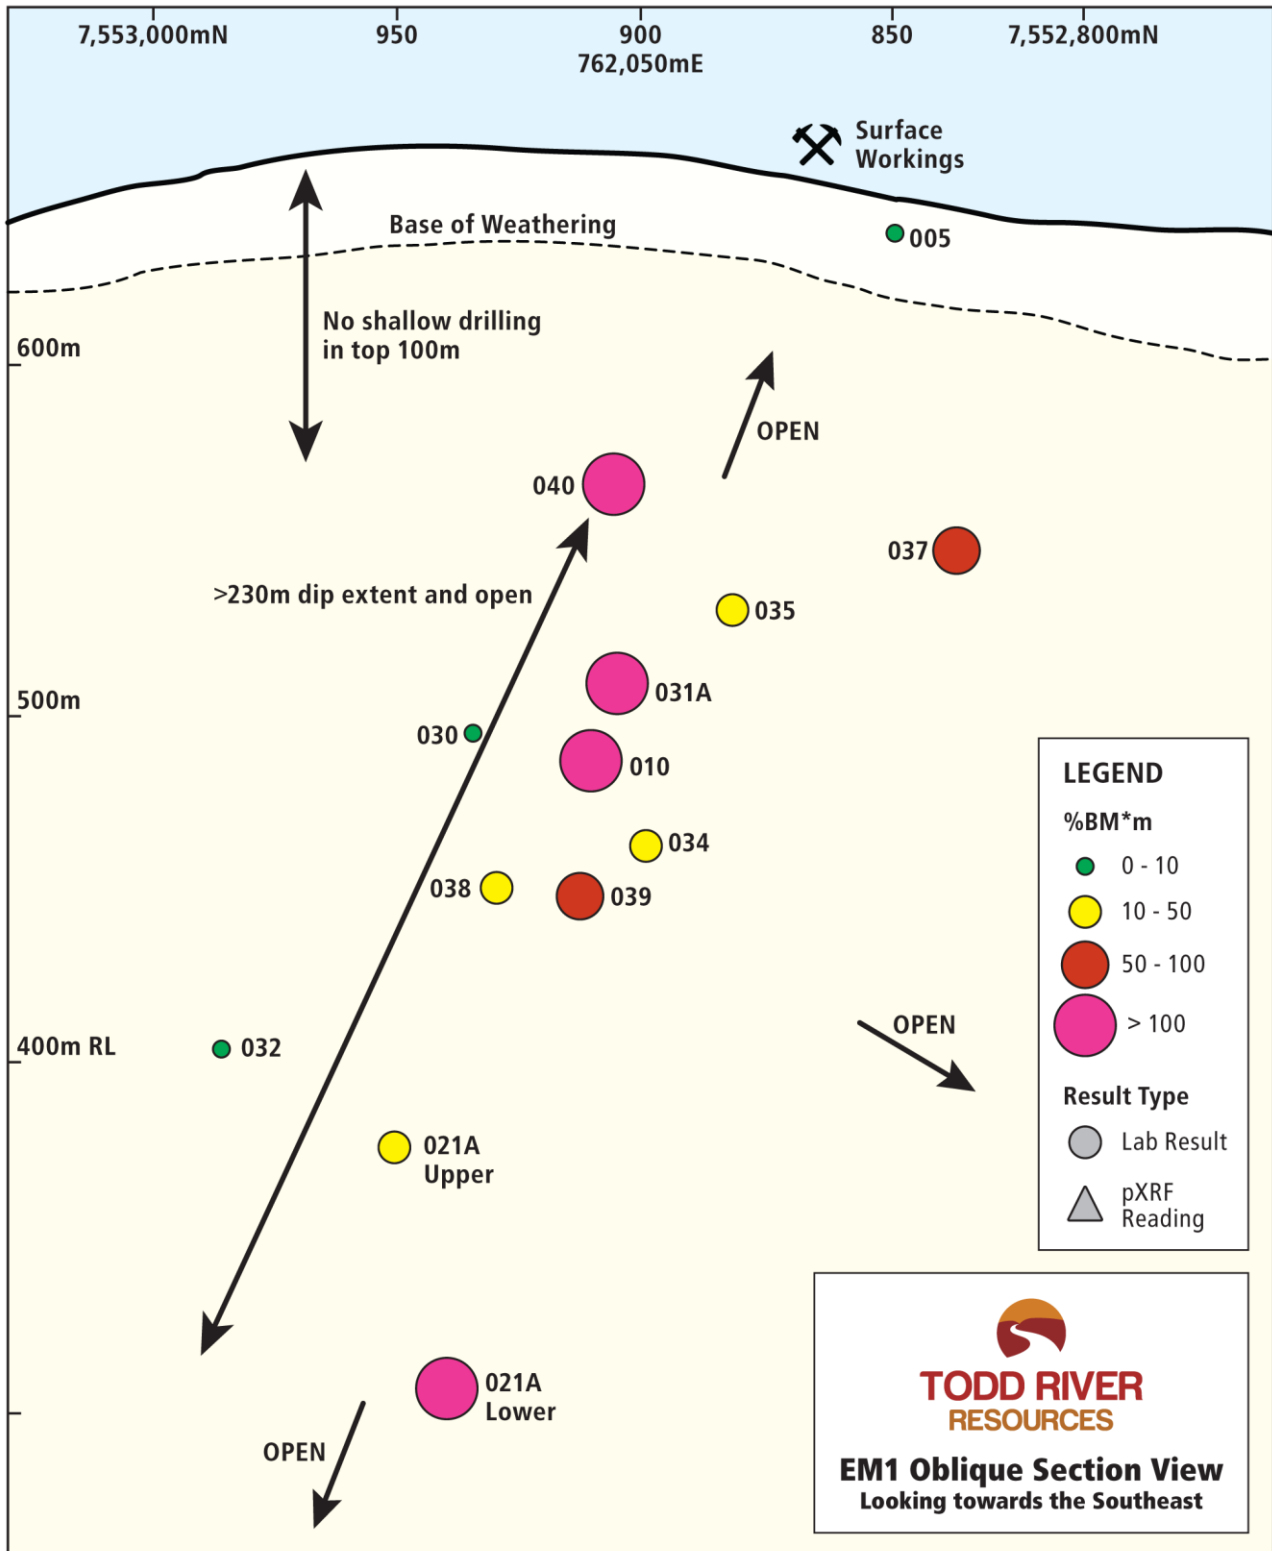 7,553,000mN
950
900
850
7,552,800mN
762,050mE
Surface
Workings
Base of Weathering
005
No shallow drilling
in top 100m
600m
OPEN
040
037
>230m dip extent and open
035
031A
500m
030
010
034
038
039
400m RL
032
OPEN
021A
Upper
021A
Lower
OPEN
LEGEND
%BM*m
0 - 10
10 - 50
50 - 100
> 100
Result Type
Lab Result
pXRF
Reading
TODD RIVER
RESOURCES
EM1 Oblique Section View
Looking towards the Southeast